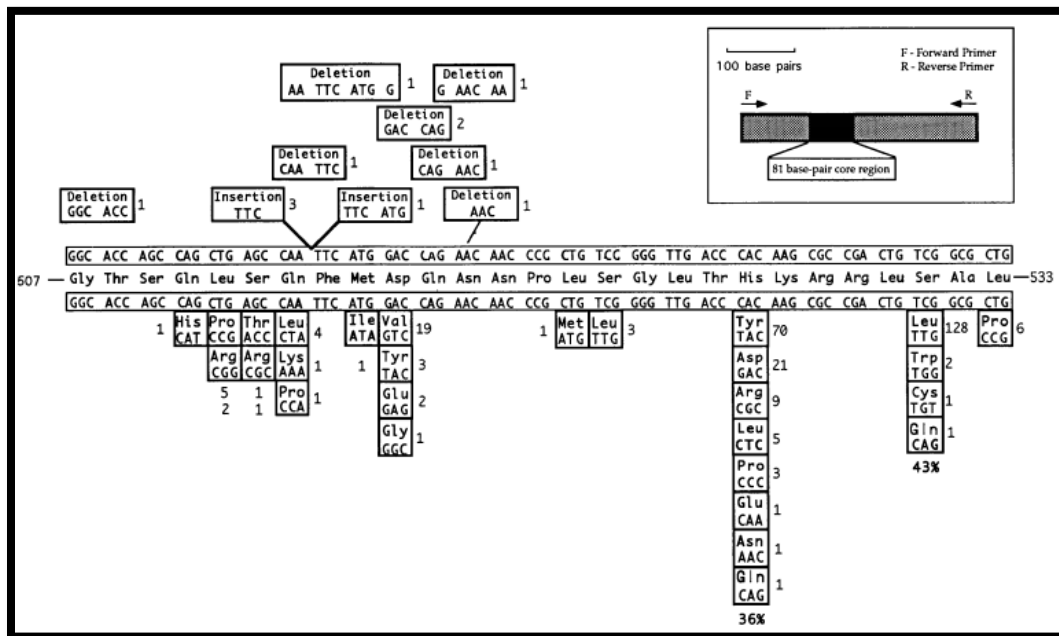 Deletion
AA TTC ATG G 1
Deletion
G AAC AA 1
Deletion
GAC CAG 2
Deletion
CAA TTC 1
Deletion
CAG AAC 1
Deletion
GGC ACC 1
Insertion
TTC 3
Insertion
TTC ATG 1
Deletion
AAC 1
100 base pairs
F - Forward Primer
R - Reverse Primer
F
R
81 base-pair core region
GGC ACC AGC CAG CTG AGC CAA TTC ATG GAC CAG AAC AAC CCG CTG TCG GGG TTG ACC CAC AAG CGC CGA CTG TCG GCG CTG
507 Gly Thr Ser Gln Leu Ser Gln Phe Met Asp Gln Asn Asn Pro Leu Ser Gly Leu Thr His Lys Arg Arg Leu Ser Ala Leu 533
GGC ACC AGC CAG CTG AGC CAA TTC ATG GAC CAG AAC AAC CCG CTG TCG GGG TTG ACC CAC AAG CGC CGA CTG TCG GCG CTG
1 His
CAT
Pro
CCG
Arg
CGG
5
2
Thr
ACC
Arg
CGC
1
1
Leu
CTA 4
Lys
AAA 1
Pro
CCA 1
Ile
ATA
1
Val
GTC 19
Tyr
TAC 3
Glu
GAG 2
Gly
GGC 1
1 Met
ATG
Leu
TTG 3
Tyr
TAC 70
Asp
GAC 21
Arg
CGC 9
Leu
CTC 5
Pro
CCC 3
Glu
CAA 1
Asn
AAC 1
Gln
CAG 1
36%
Leu
TTG 128
Trp
TGG 2
Cys
TGT 1
Gln
CAG 1
43%
Pro
CCG 6